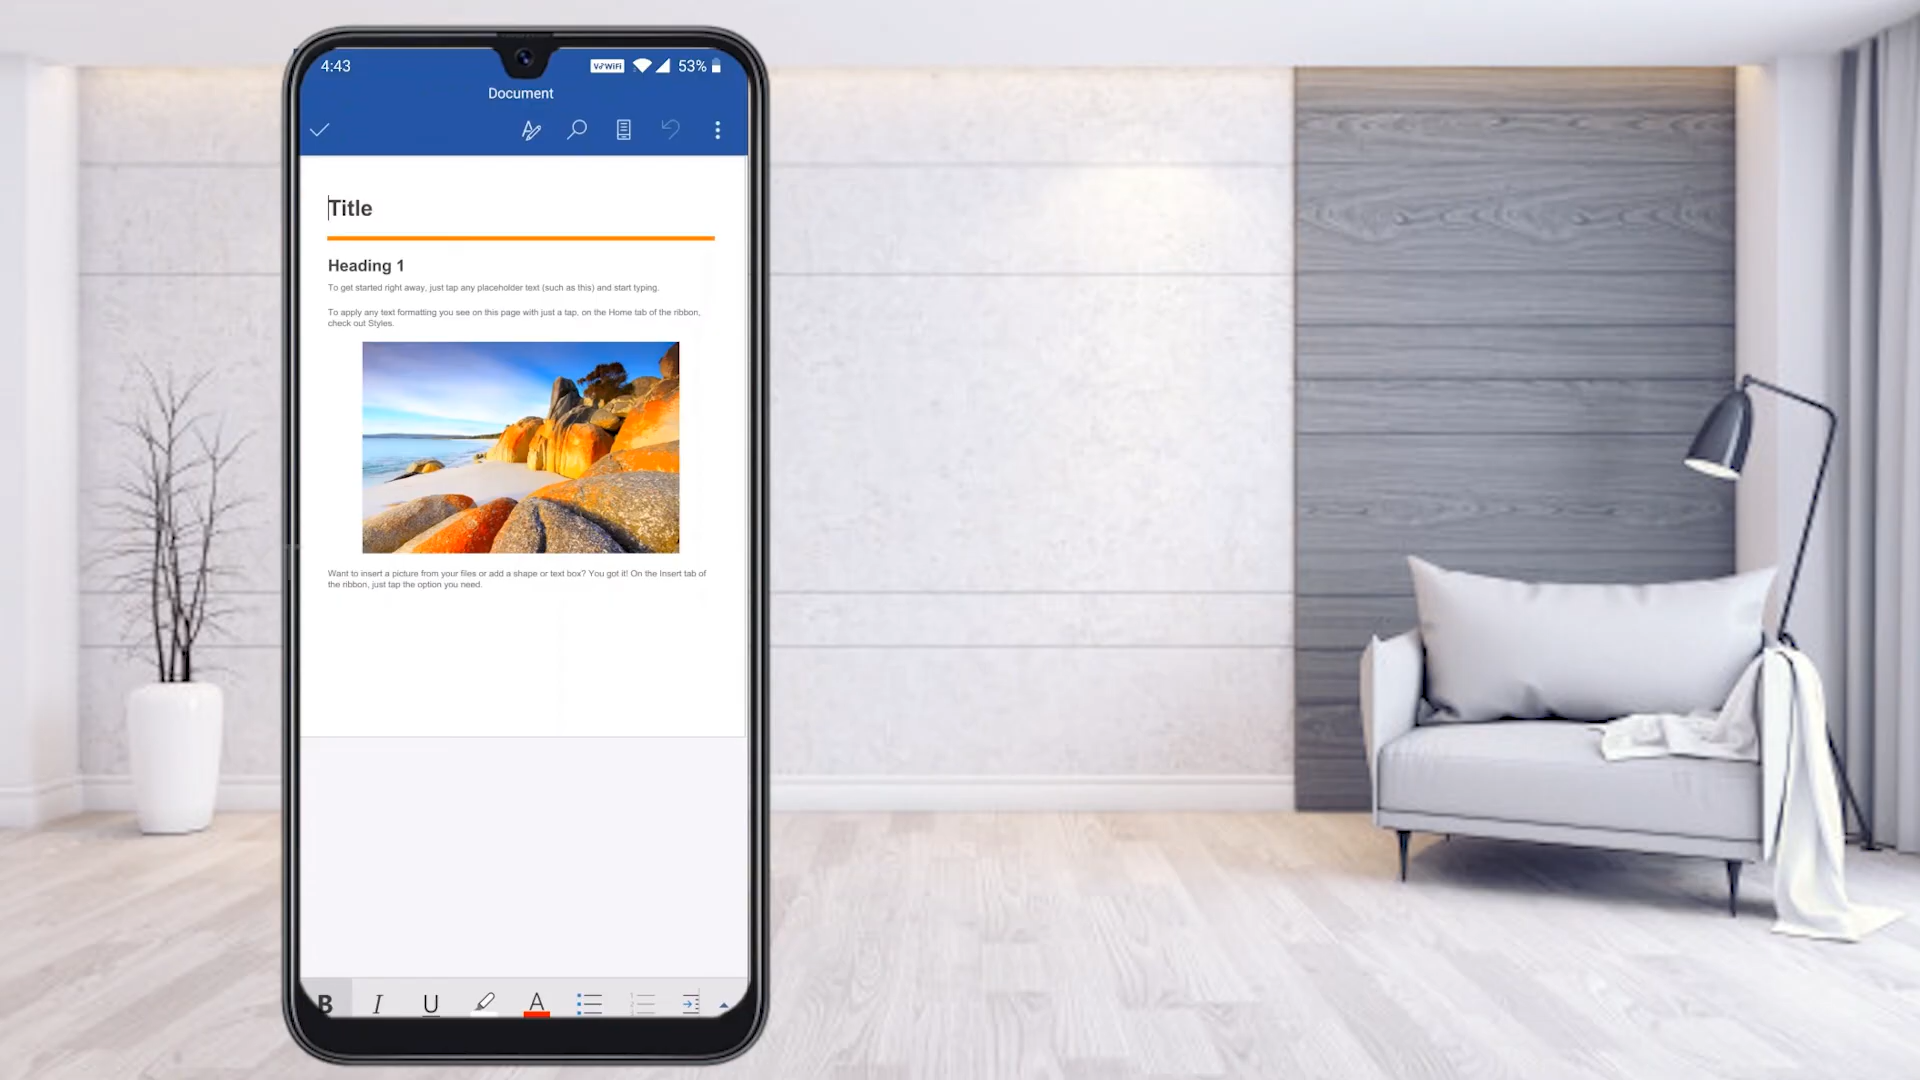 4:43
VoWiFi
53%
Document
Title
Heading 1
To get started right away, just tap any placeholder text (such as this) and start typing.
To apply any text formatting you see on this page with just a tap, on the Home tab of the ribbon,
check out Styles.
Want to insert a picture from your files or add a shape or text box? You got it! On the Insert tab of
the ribbon, just tap the option you need.
B I U A